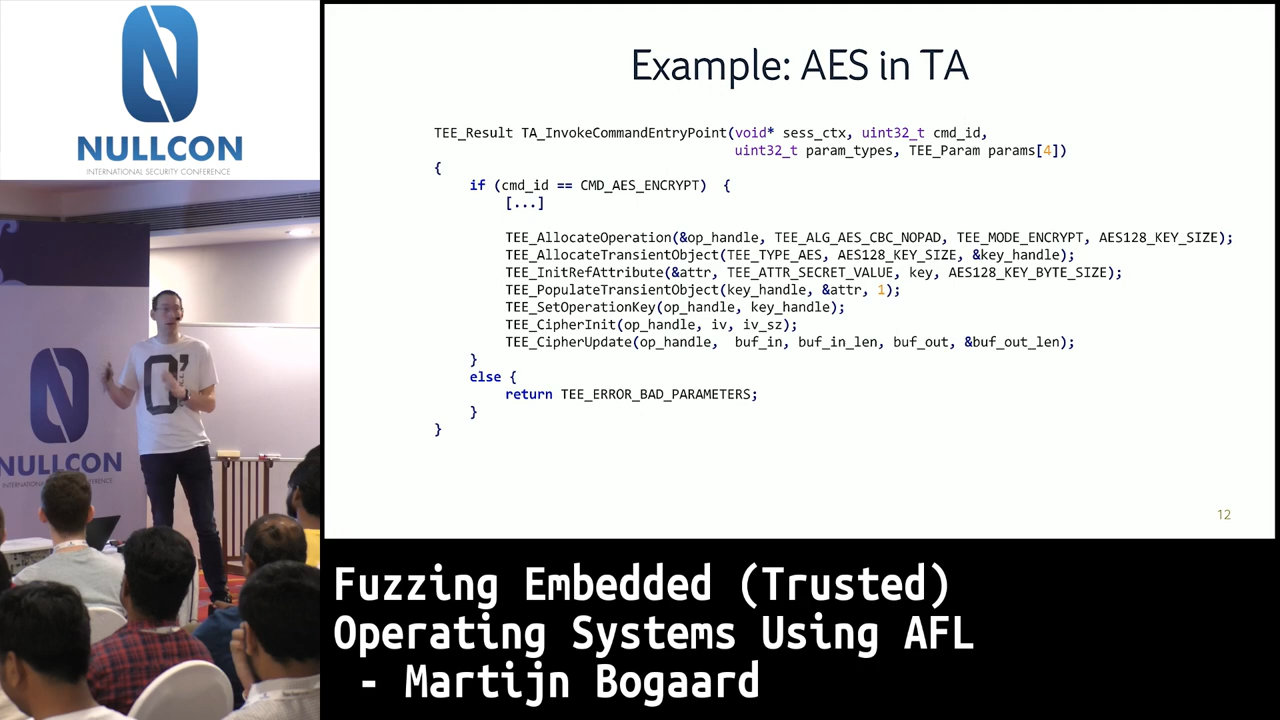 NULLCON
INTERNATIONAL SECURITY CONFERENCE
NULLCON
Example: AES in TA
TEE_Result TA_InvokeCommandEntryPoint(void* sess_ctx, uint32_t cmd_id,
uint32_t param_types, TEE_Param params[4])
{
if (cmd_id == CMD_AES_ENCRYPT) {
[...]
TEE_AllocateOperation(&op_handle, TEE_ALG_AES_CBC_NOPAD, TEE_MODE_ENCRYPT, AES128_KEY_SIZE);
TEE_AllocateTransientObject(TEE_TYPE_AES, AES128_KEY_SIZE, &key_handle);
TEE_InitRefAttribute(&attr, TEE_ATTR_SECRET_VALUE, key, AES128_KEY_BYTE_SIZE);
TEE_PopulateTransientObject(key_handle, &attr, 1);
TEE_SetOperationKey(op_handle, key_handle);
TEE_CipherInit(op_handle, iv, iv_sz);
TEE_CipherUpdate(op_handle, buf_in, buf_in_len, buf_out, &buf_out_len);
}
else {
return TEE_ERROR_BAD_PARAMETERS;
}
}
12
Fuzzing Embedded (Trusted)
Operating Systems Using AFL
- Martijn Bogaard